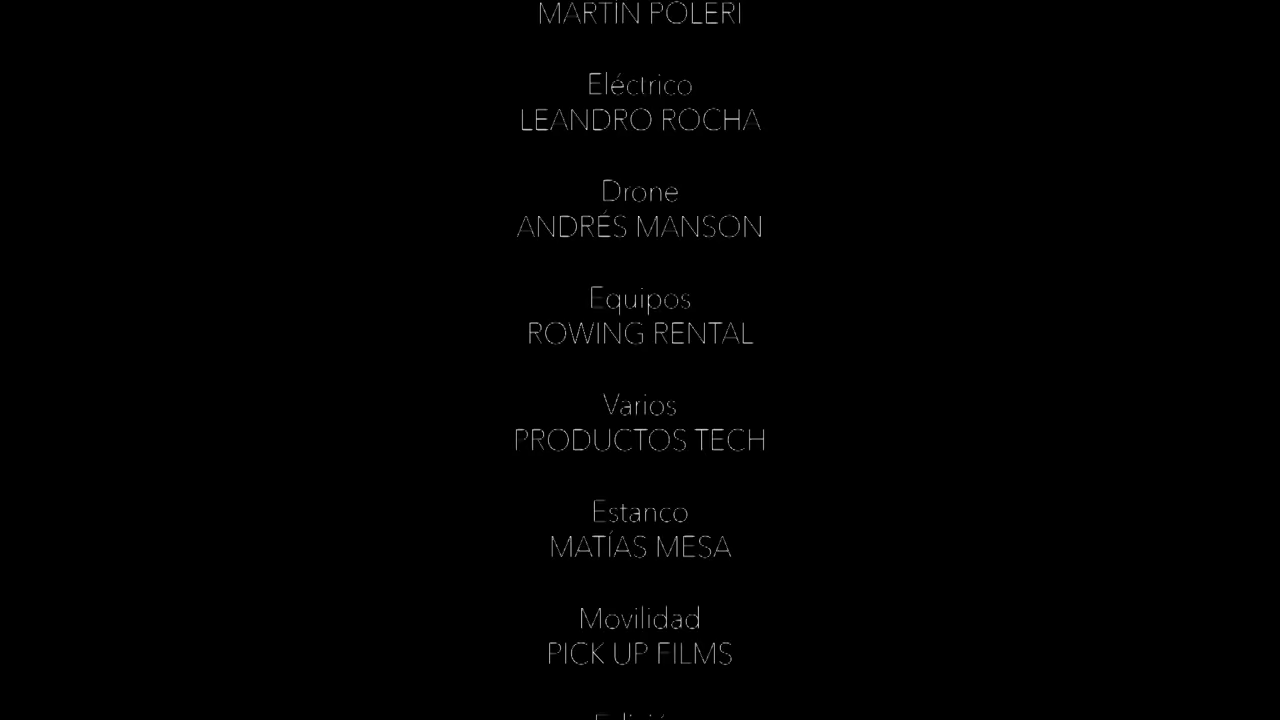 MARTÍN POLERI
Eléctrico
LEANDRO ROCHA
Drone
ANDRÉS MANSON
Equipos
ROWING RENTAL
Varios
PRODUCTOS TECH
Estanco
MATÍAS MESA
Movilidad
PICK UP FILMS